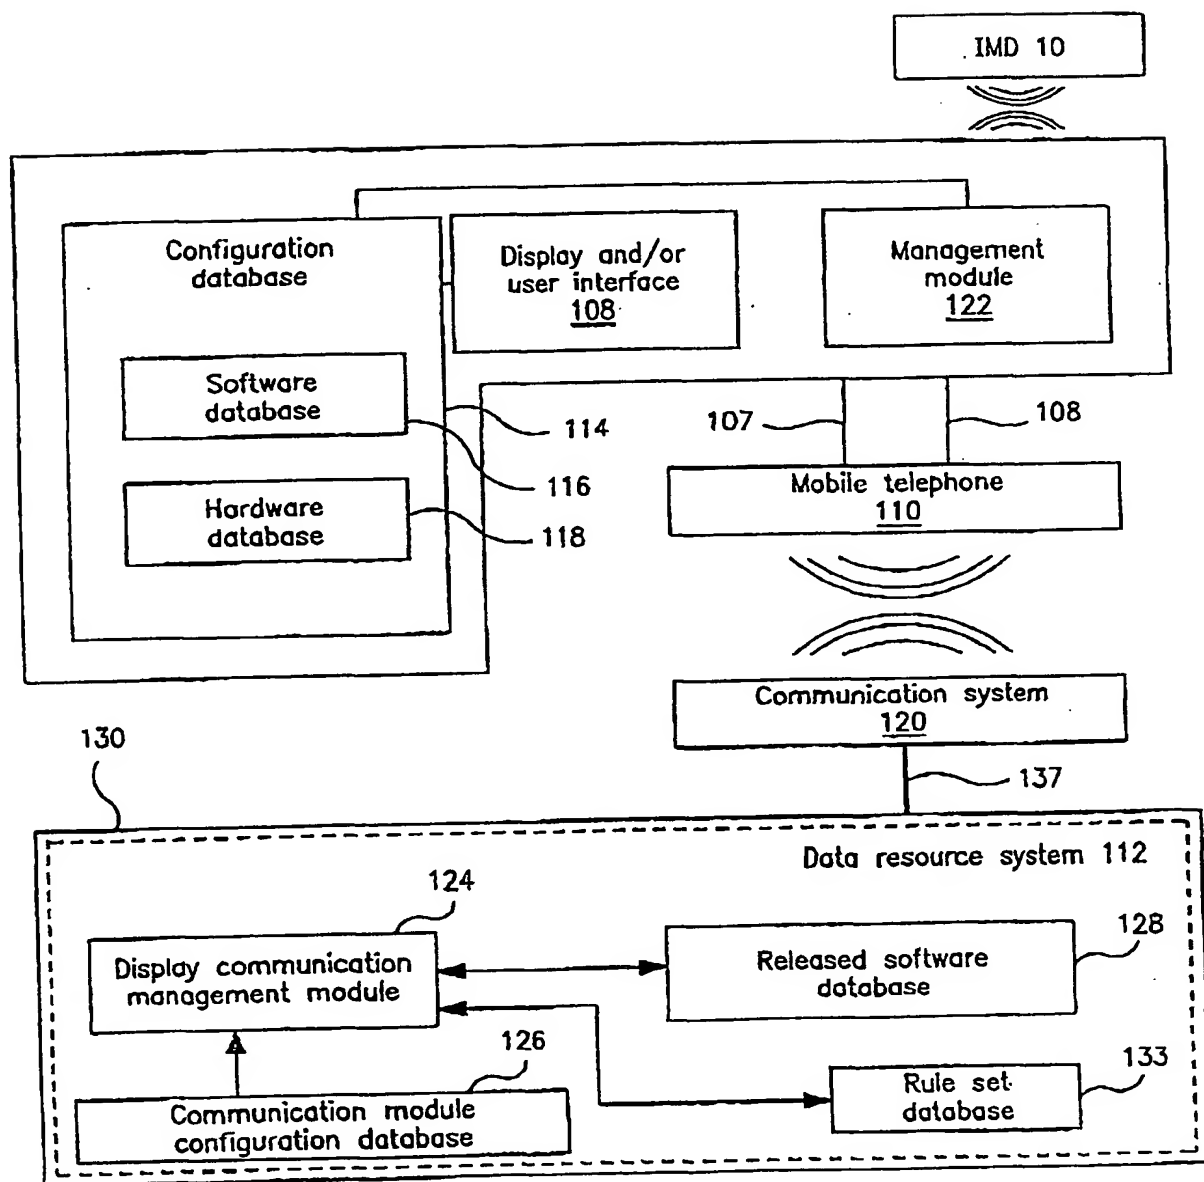 IMD 10
Configuration
database
Display and/or
user interface
108
Management
module
122
Software
database
Hardware
database
114
116
118
107
108
Mobile telephone
110
Communication system
120
137
130
Data resource system 112
124
Display communication
management module
128
Released software
database
126
Communication module
configuration database
133
Rule set
database